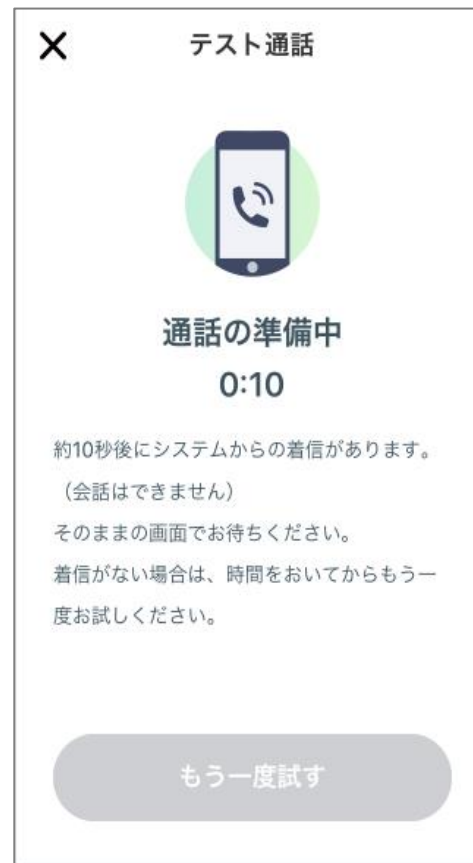 テスト通話
通話の準備中
0:10
約10秒後にシステムからの着信があります。
（会話はできません）
そのままの画面でお待ちください。
着信がない場合は、時間をおいてからもう一
度お試しください。
もう一度試す